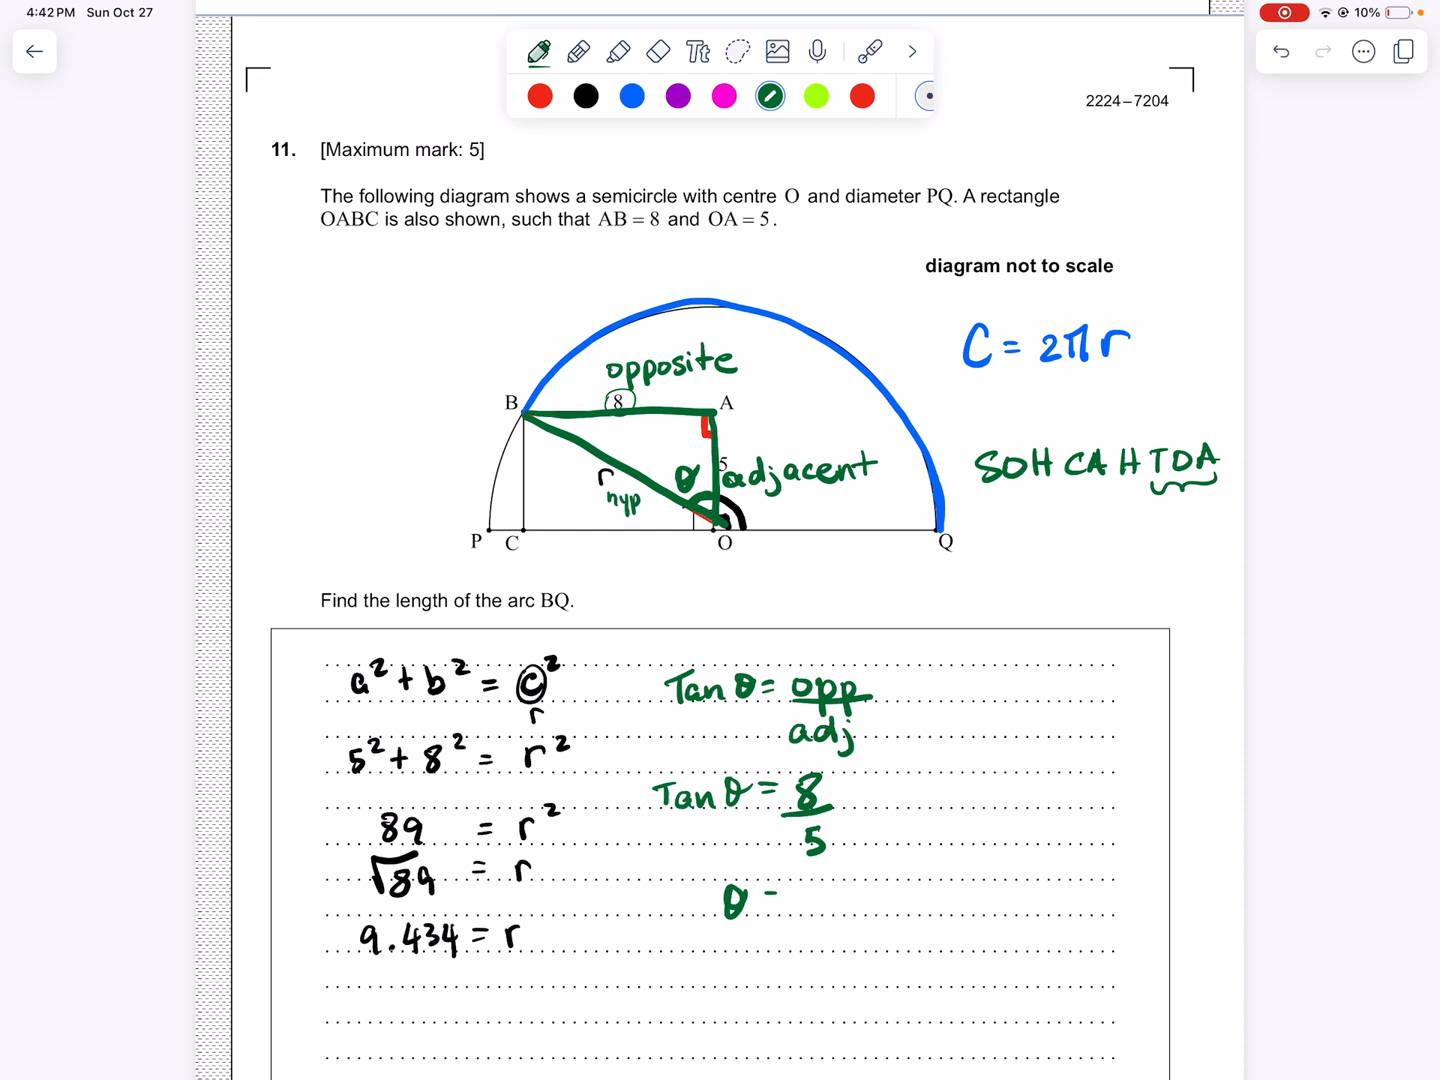 4:42 PM Sun Oct 27
10%
Tt
2224–7204
11. [Maximum mark: 5]
The following diagram shows a semicircle with centre O and diameter PQ. A rectangle
OABC is also shown, such that AB = 8 and OA = 5.
diagram not to scale
C = 2πr
opposite
B
8
A
SOH CAH TOA
5
adjacent
θ
r
hyp
P
C
O
Q
Find the length of the arc BQ.
a² + b² = c²
r
Tan θ = opp
adj
5² + 8² = r²
Tan θ = 8
5
89 = r²
√89 = r
θ =
9.434 = r